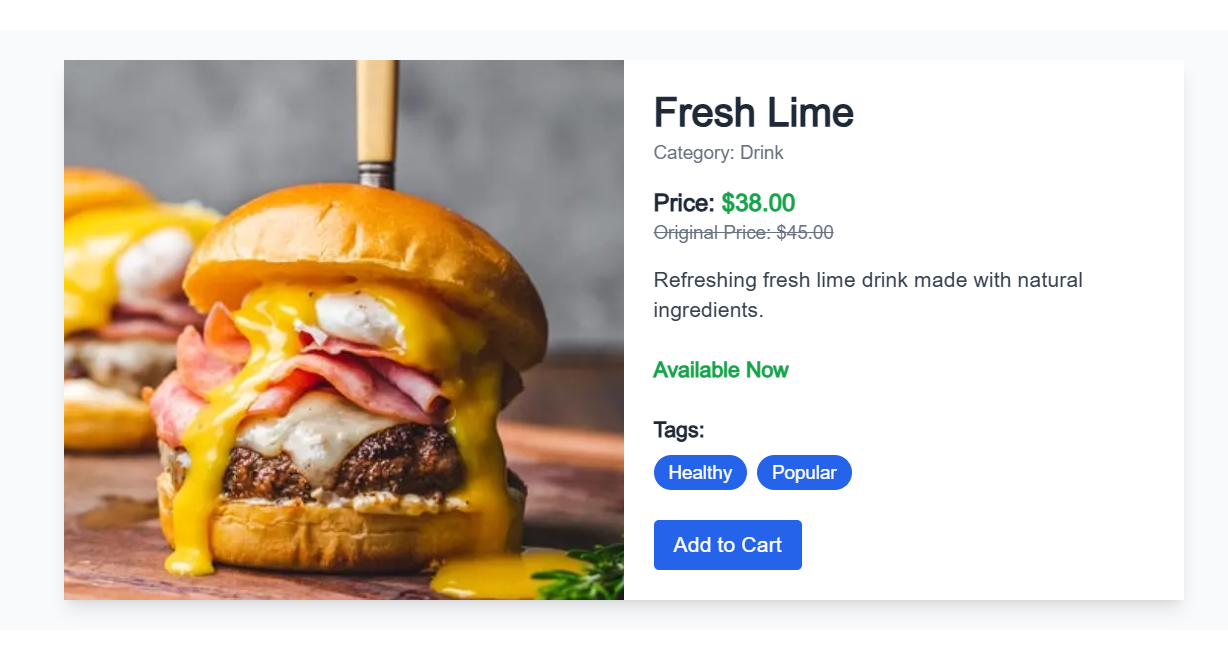 Fresh Lime
Category: Drink
Price: $38.00
Original Price: $45.00
Refreshing fresh lime drink made with natural
ingredients.
Available Now
Tags:
Healthy Popular
Add to Cart